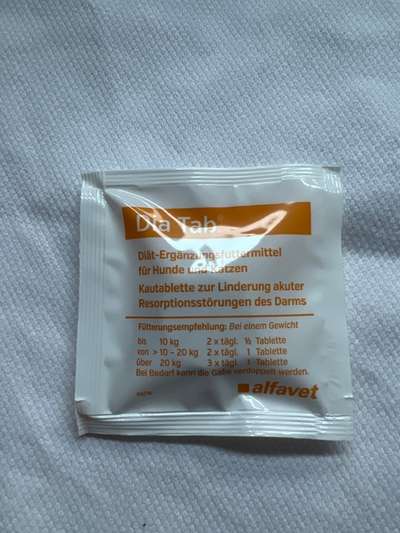 Dia Tab
Diät-Ergänzungsfuttermittel
für Hunde und Katzen
Kautablette zur Linderung akuter
Resorptionsstörungen des Darms
Fütterungsempfehlung: Bei einem Gewicht
bis 10 kg 2 x tägl. ½ Tablette
von > 10 - 20 kg 2 x tägl. 1 Tablette
über 20 kg 3 x tägl. 1 Tablette
Bei Bedarf kann die Gabe verdoppelt werden.
alfavet